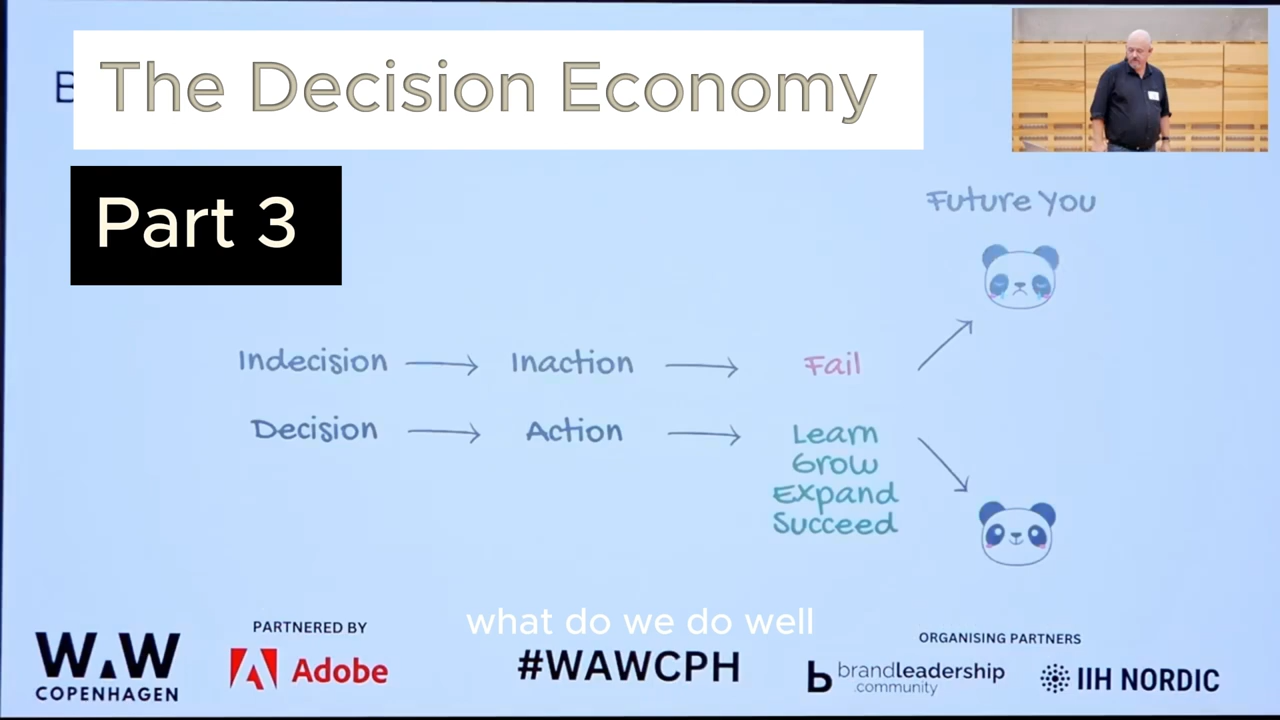 The Decision Economy
Part 3
Future You
Indecision Inaction Fail
Decision Action Learn
Grow
Expand
Succeed
what do we do well
WAW
COPENHAGEN
PARTNERED BY
Adobe
#WAWCPH
ORGANISING PARTNERS
brandleadership
.community
IIH NORDIC